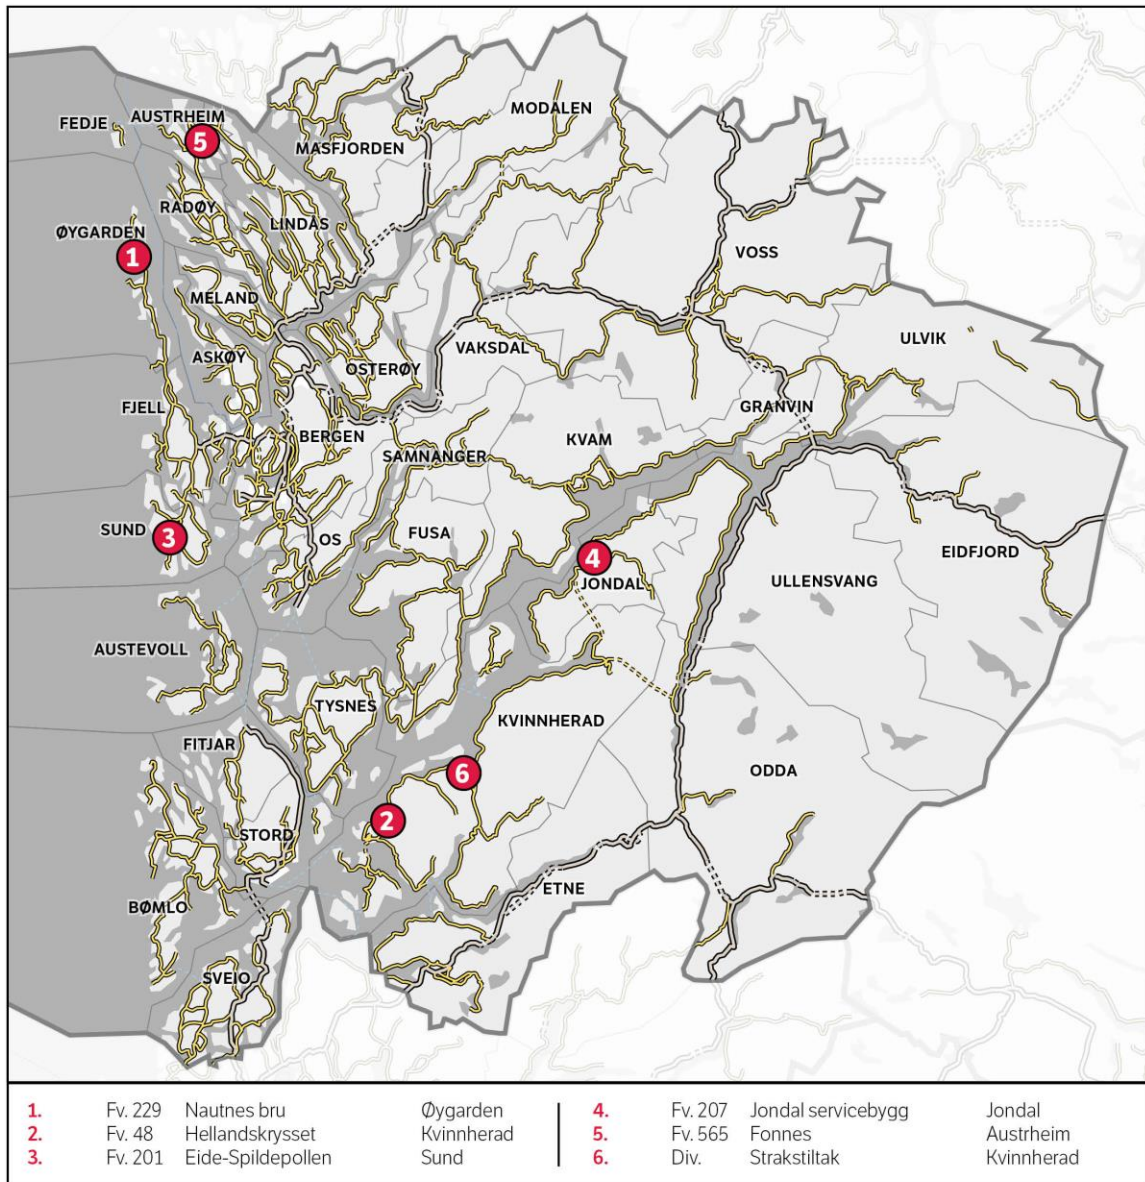 MODALEN
FEDJE
AUSTRHEIM
5
MASFJORDEN
RADØY
LINDÅS
ØYGARDEN
1
VOSS
MELAND
ULVIK
VAKSDAL
ASKØY
OSTERØY
FJELL
GRANVIN
BERGEN
KVAM
SAMNANGER
SUND
3
OS
FUSA
EIDFJORD
4
JONDAL
ULLENSVANG
AUSTEVOLL
TYSNES
KVINNHERAD
FITJAR
6
ODDA
2
STORD
ETNE
BØMLO
SVEIO
1. Fv. 229 Nautnes bru Øygarden
2. Fv. 48 Hellandskrysset Kvinnherad
3. Fv. 201 Eide-Spildepollen Sund
4. Fv. 207 Jondal servicebygg Jondal
5. Fv. 565 Fonnes Austrheim
6. Div. Strakstiltak Kvinnherad